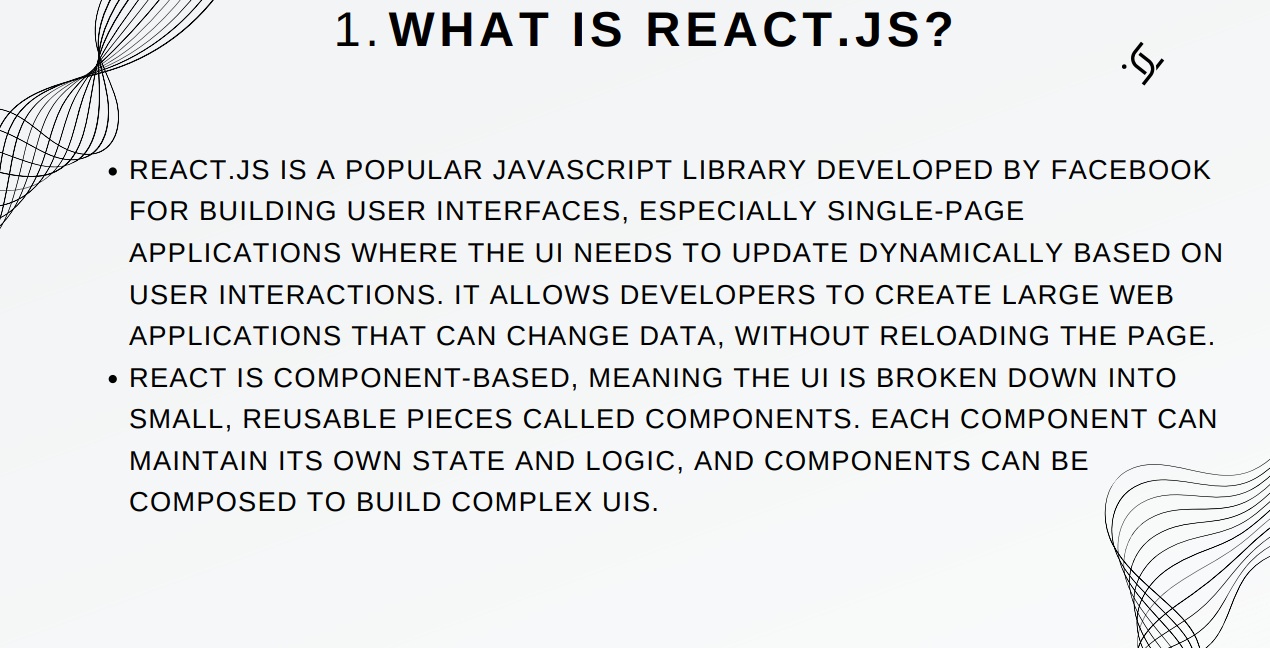 1. WHAT IS REACT.JS?
• REACT.JS IS A POPULAR JAVASCRIPT LIBRARY DEVELOPED BY FACEBOOK
FOR BUILDING USER INTERFACES, ESPECIALLY SINGLE-PAGE
APPLICATIONS WHERE THE UI NEEDS TO UPDATE DYNAMICALLY BASED ON
USER INTERACTIONS. IT ALLOWS DEVELOPERS TO CREATE LARGE WEB
APPLICATIONS THAT CAN CHANGE DATA, WITHOUT RELOADING THE PAGE.
• REACT IS COMPONENT-BASED, MEANING THE UI IS BROKEN DOWN INTO
SMALL, REUSABLE PIECES CALLED COMPONENTS. EACH COMPONENT CAN
MAINTAIN ITS OWN STATE AND LOGIC, AND COMPONENTS CAN BE
COMPOSED TO BUILD COMPLEX UIS.